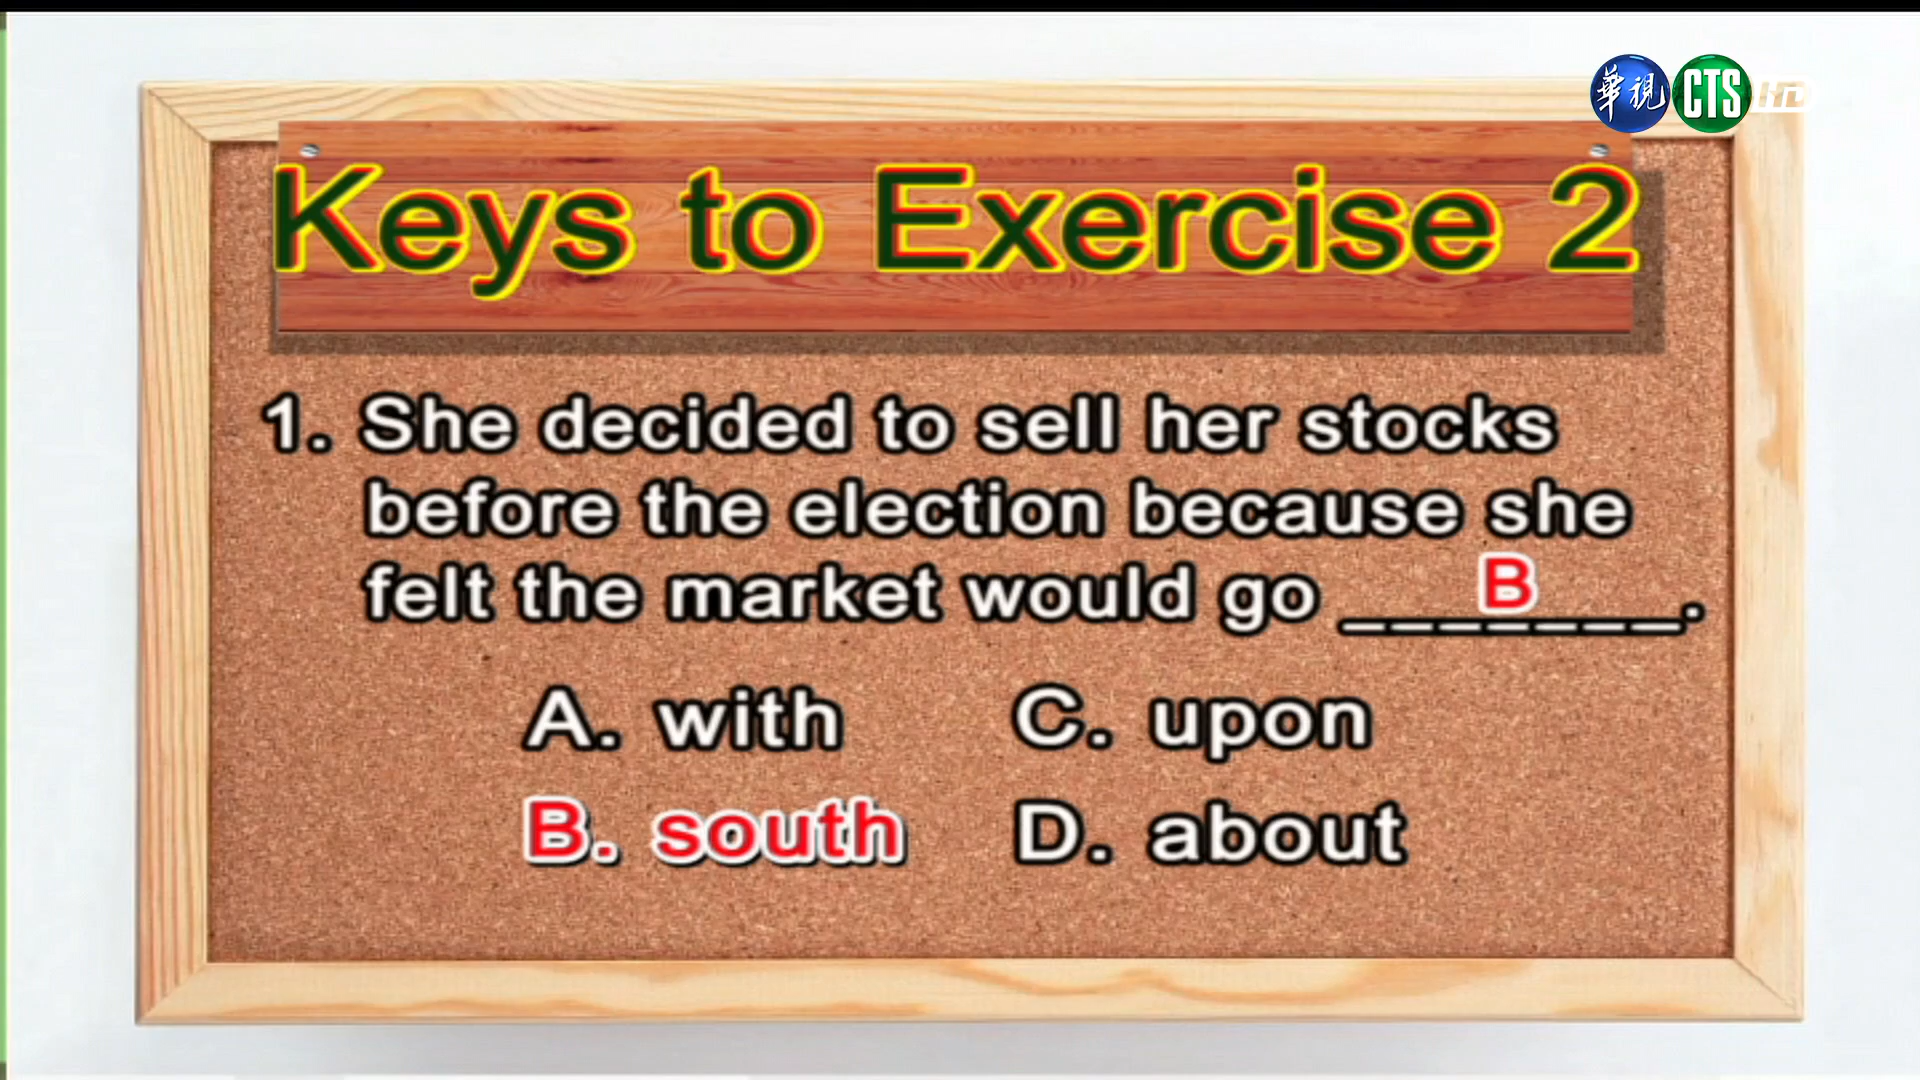 華視 CTS HD
Keys to Exercise 2
1. She decided to sell her stocks
before the election because she
felt the market would go ___B___.
A. with
C. upon
B. south
D. about